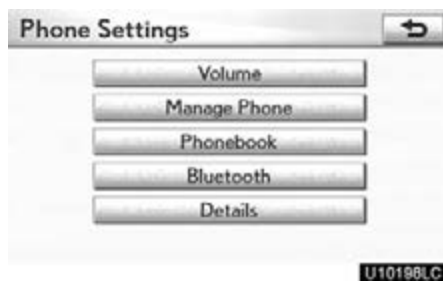 Phone Settings
Volume
Manage Phone
Phonebook
Bluetooth
Details
U10198LC